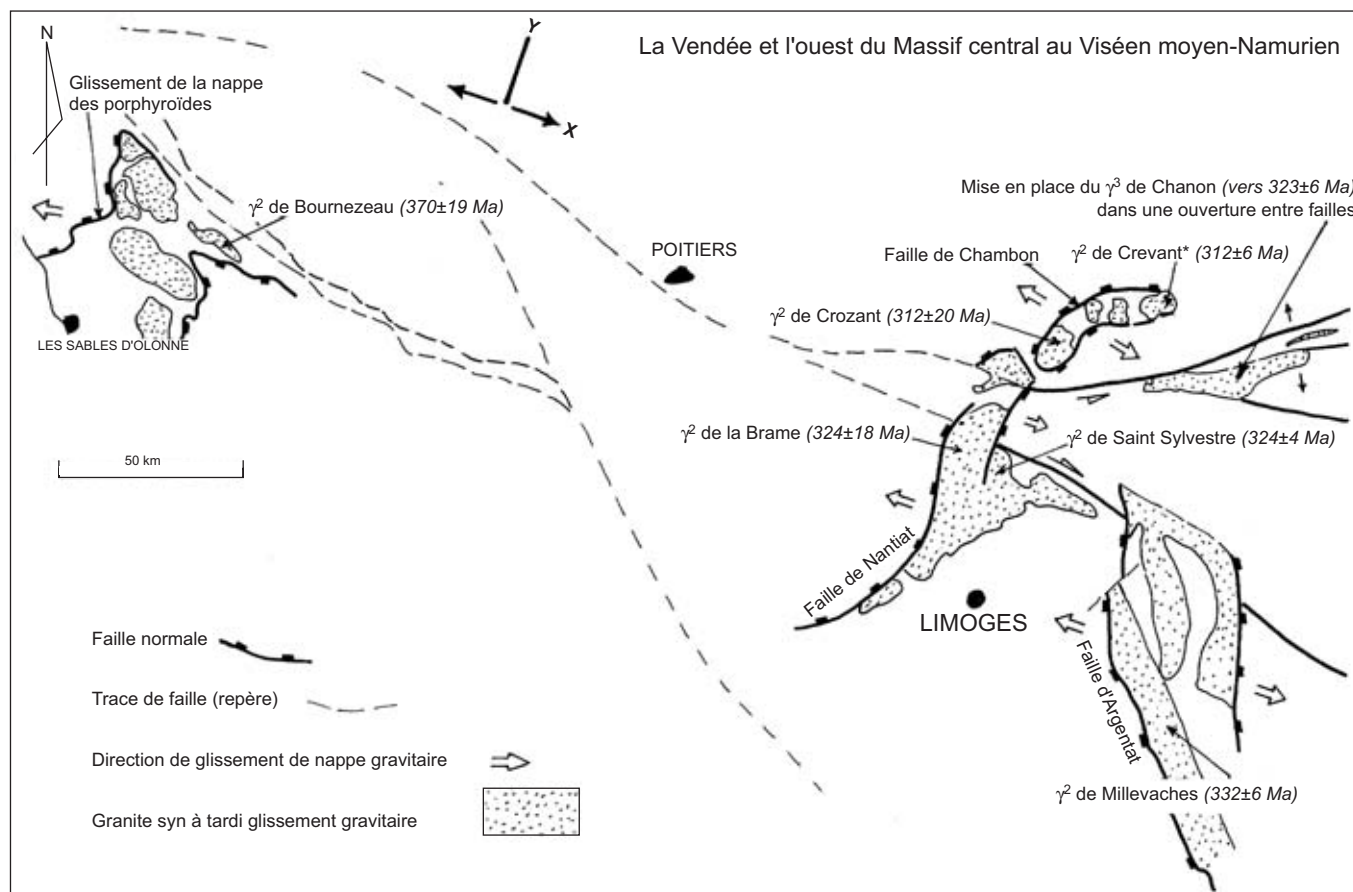 La Vendée et l'ouest du Massif central au Viséen moyen-Namurien
N
Y
X
Glissement de la nappe
des porphyroïdes
γ² de Bournezeau (370±19 Ma)
LES SABLES D'OLONNE
50 km
POITIERS
Mise en place du γ³ de Chanon (vers 323±6 Ma)
dans une ouverture entre failles
Faille de Chambon
γ² de Crevant* (312±6 Ma)
γ² de Crozant (312±20 Ma)
γ² de la Brame (324±18 Ma)
γ² de Saint Sylvestre (324±4 Ma)
Faille de Nantiat
LIMOGES
Faille d'Argentat
γ² de Millevaches (332±6 Ma)
Faille normale
Trace de faille (repère)
Direction de glissement de nappe gravitaire
Granite syn à tardi glissement gravitaire